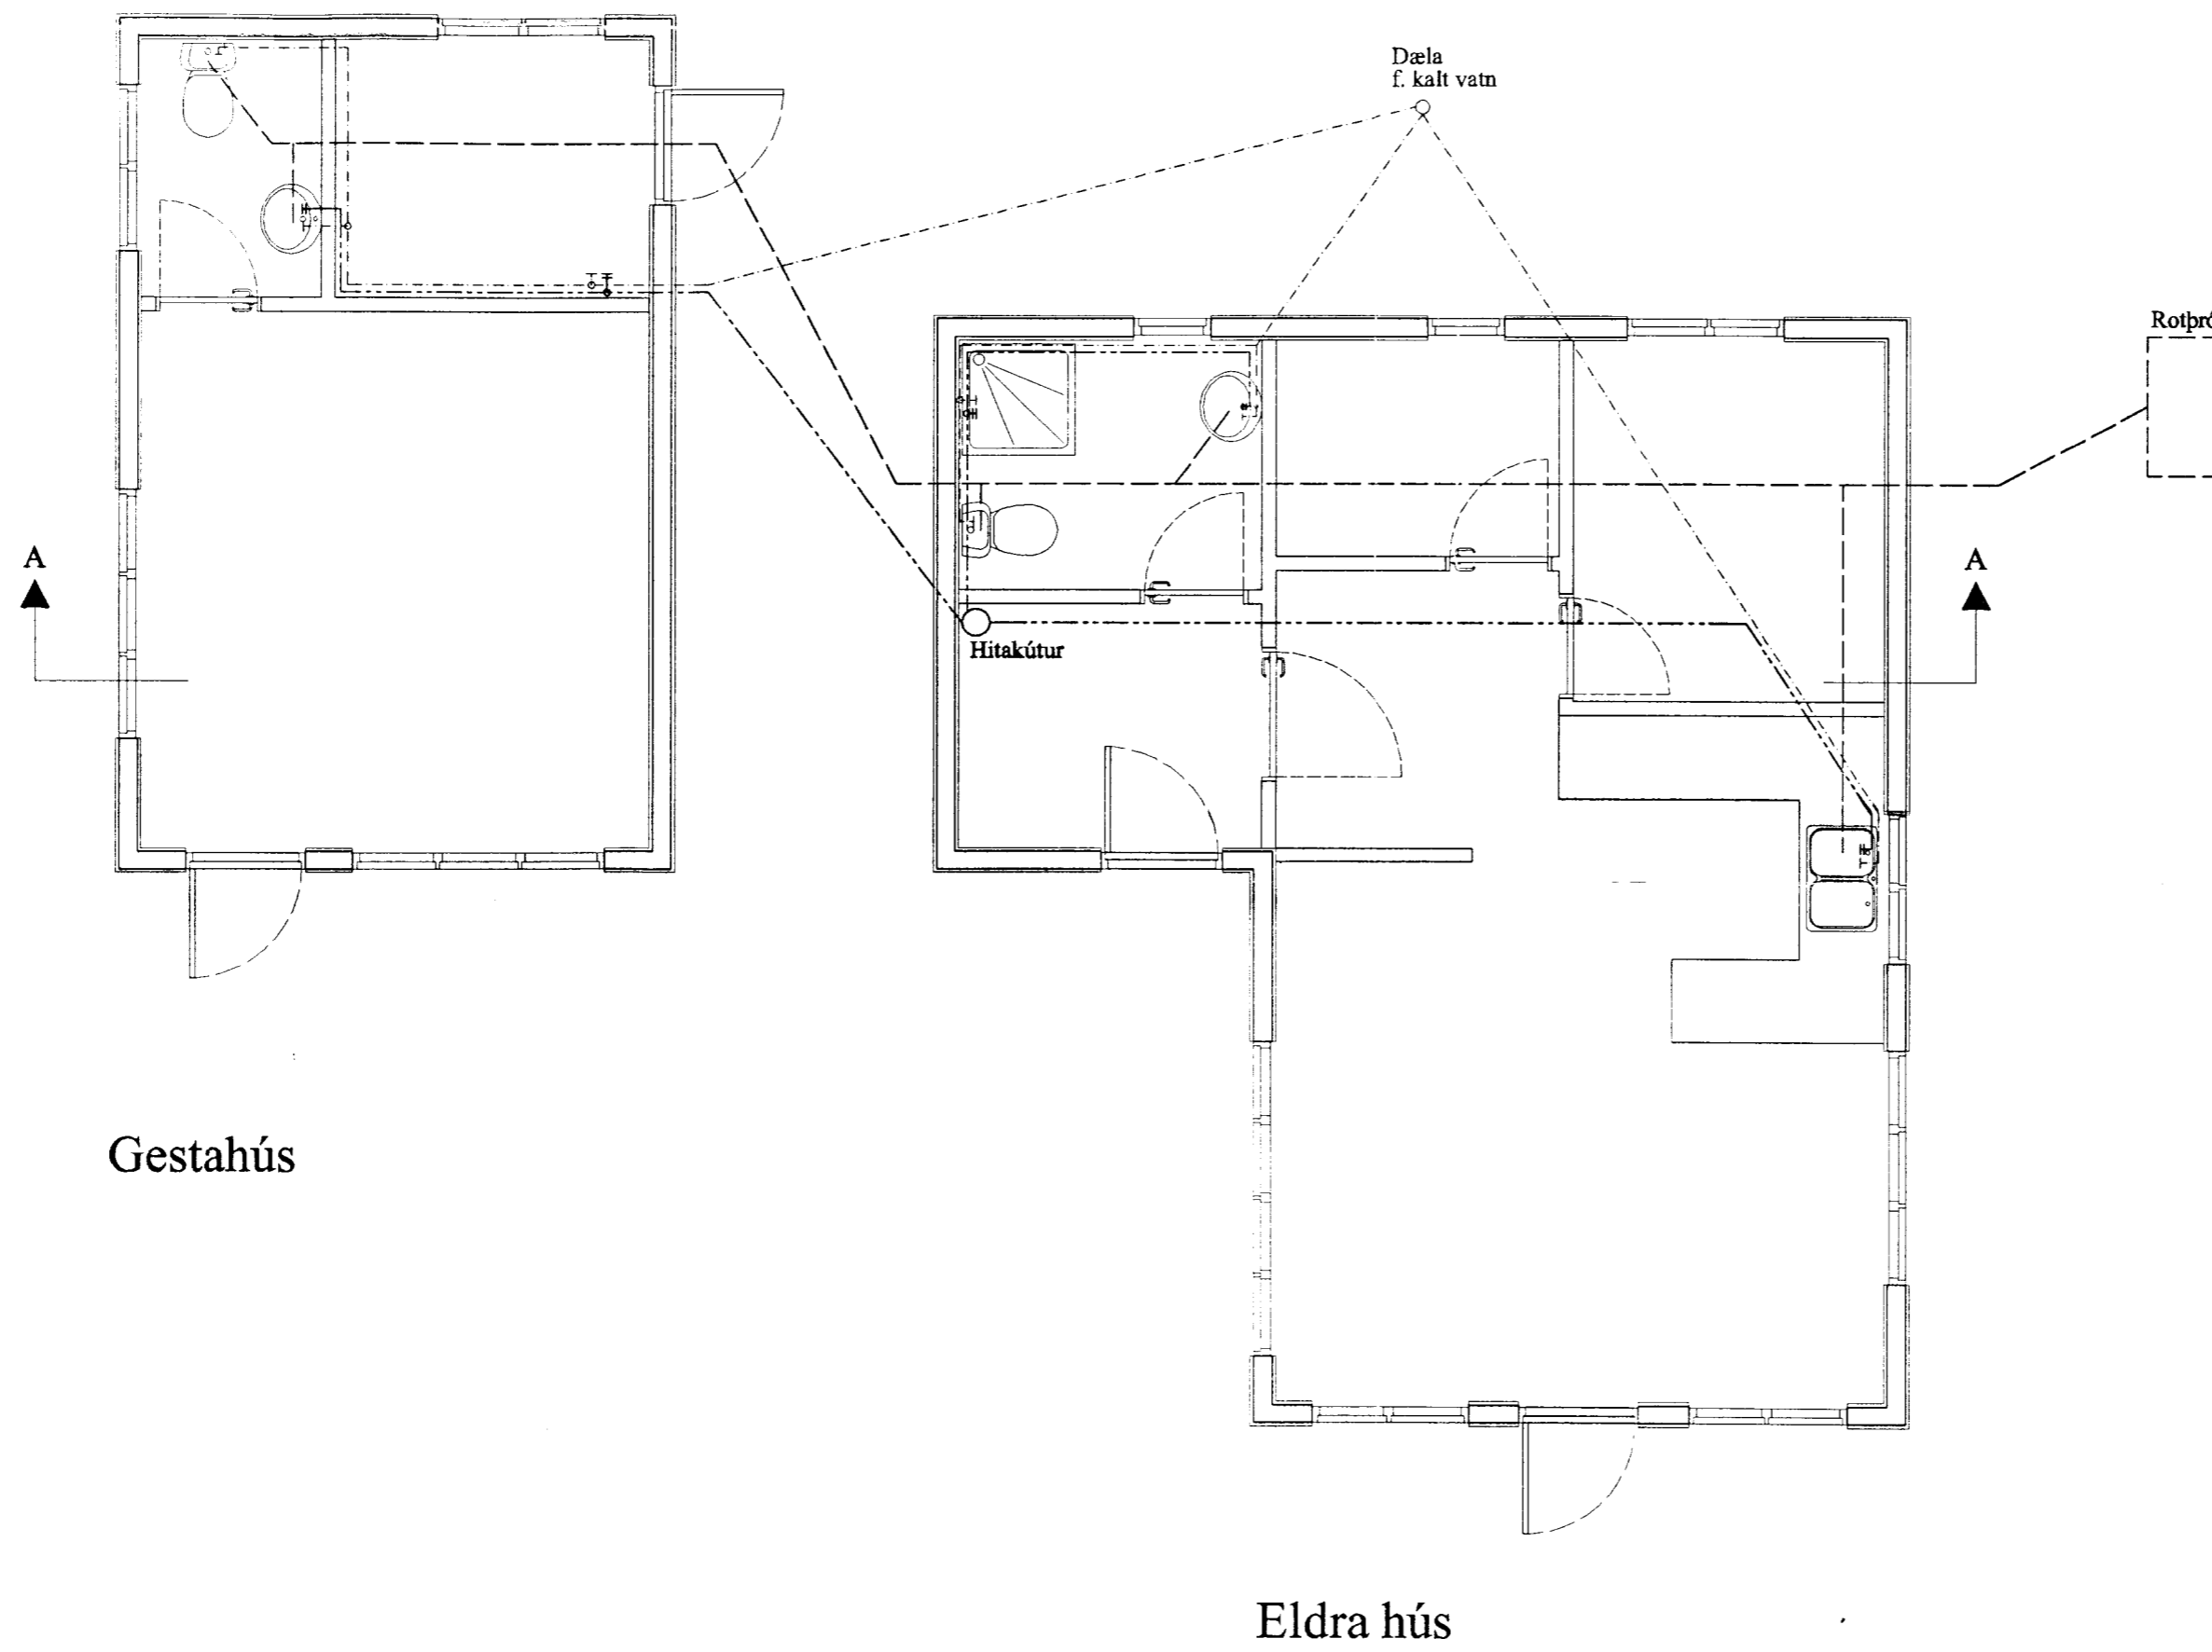 Dæla
f. kalt vatn
A
A
Hitakútur
Gestahús
Eldra hús